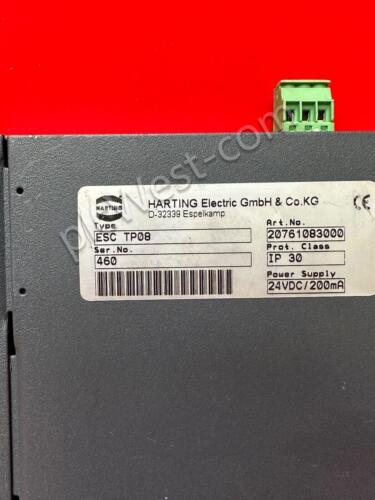 HARTING
HARTING Electric GmbH & Co.KG
D-32339 Espelkamp
CE
Type
ESC TP08
Art.No.
20761083000
Ser.No.
460
Prot. Class
IP 30
Power Supply
24VDC/200mA
plcvest.com